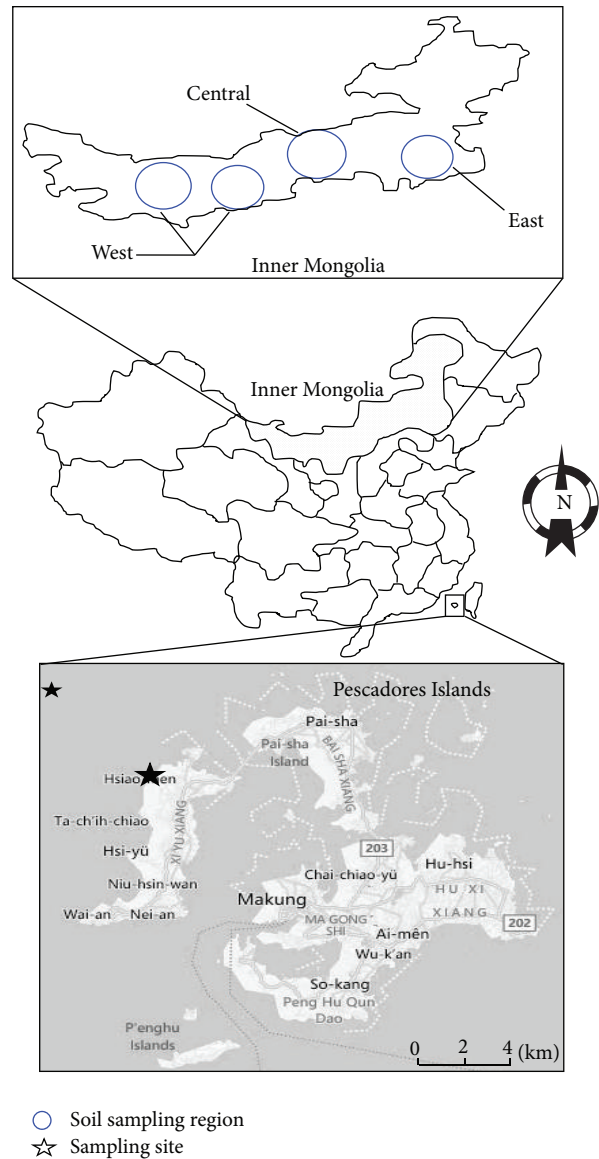 Central
East
West
Inner Mongolia
Inner Mongolia
N
Pescadores Islands
Pai-sha
Pai-sha
Island
BAI SHA XIANG
Ta-ch'ih-chiao
XI YU XIANG
Hsi-yü
203
Hu-hsi
Niu-hsin-wan
Chai-chiao-yü
HU XI
XIANG
Makung
Wai-an
Nei-an
MA GONG
SHI
202
Ai-mên
Wu-k'an
So-kang
Peng Hu Qun
Dao
P'enghu
Islands
0 2 4 (km)
Soil sampling region
Sampling site